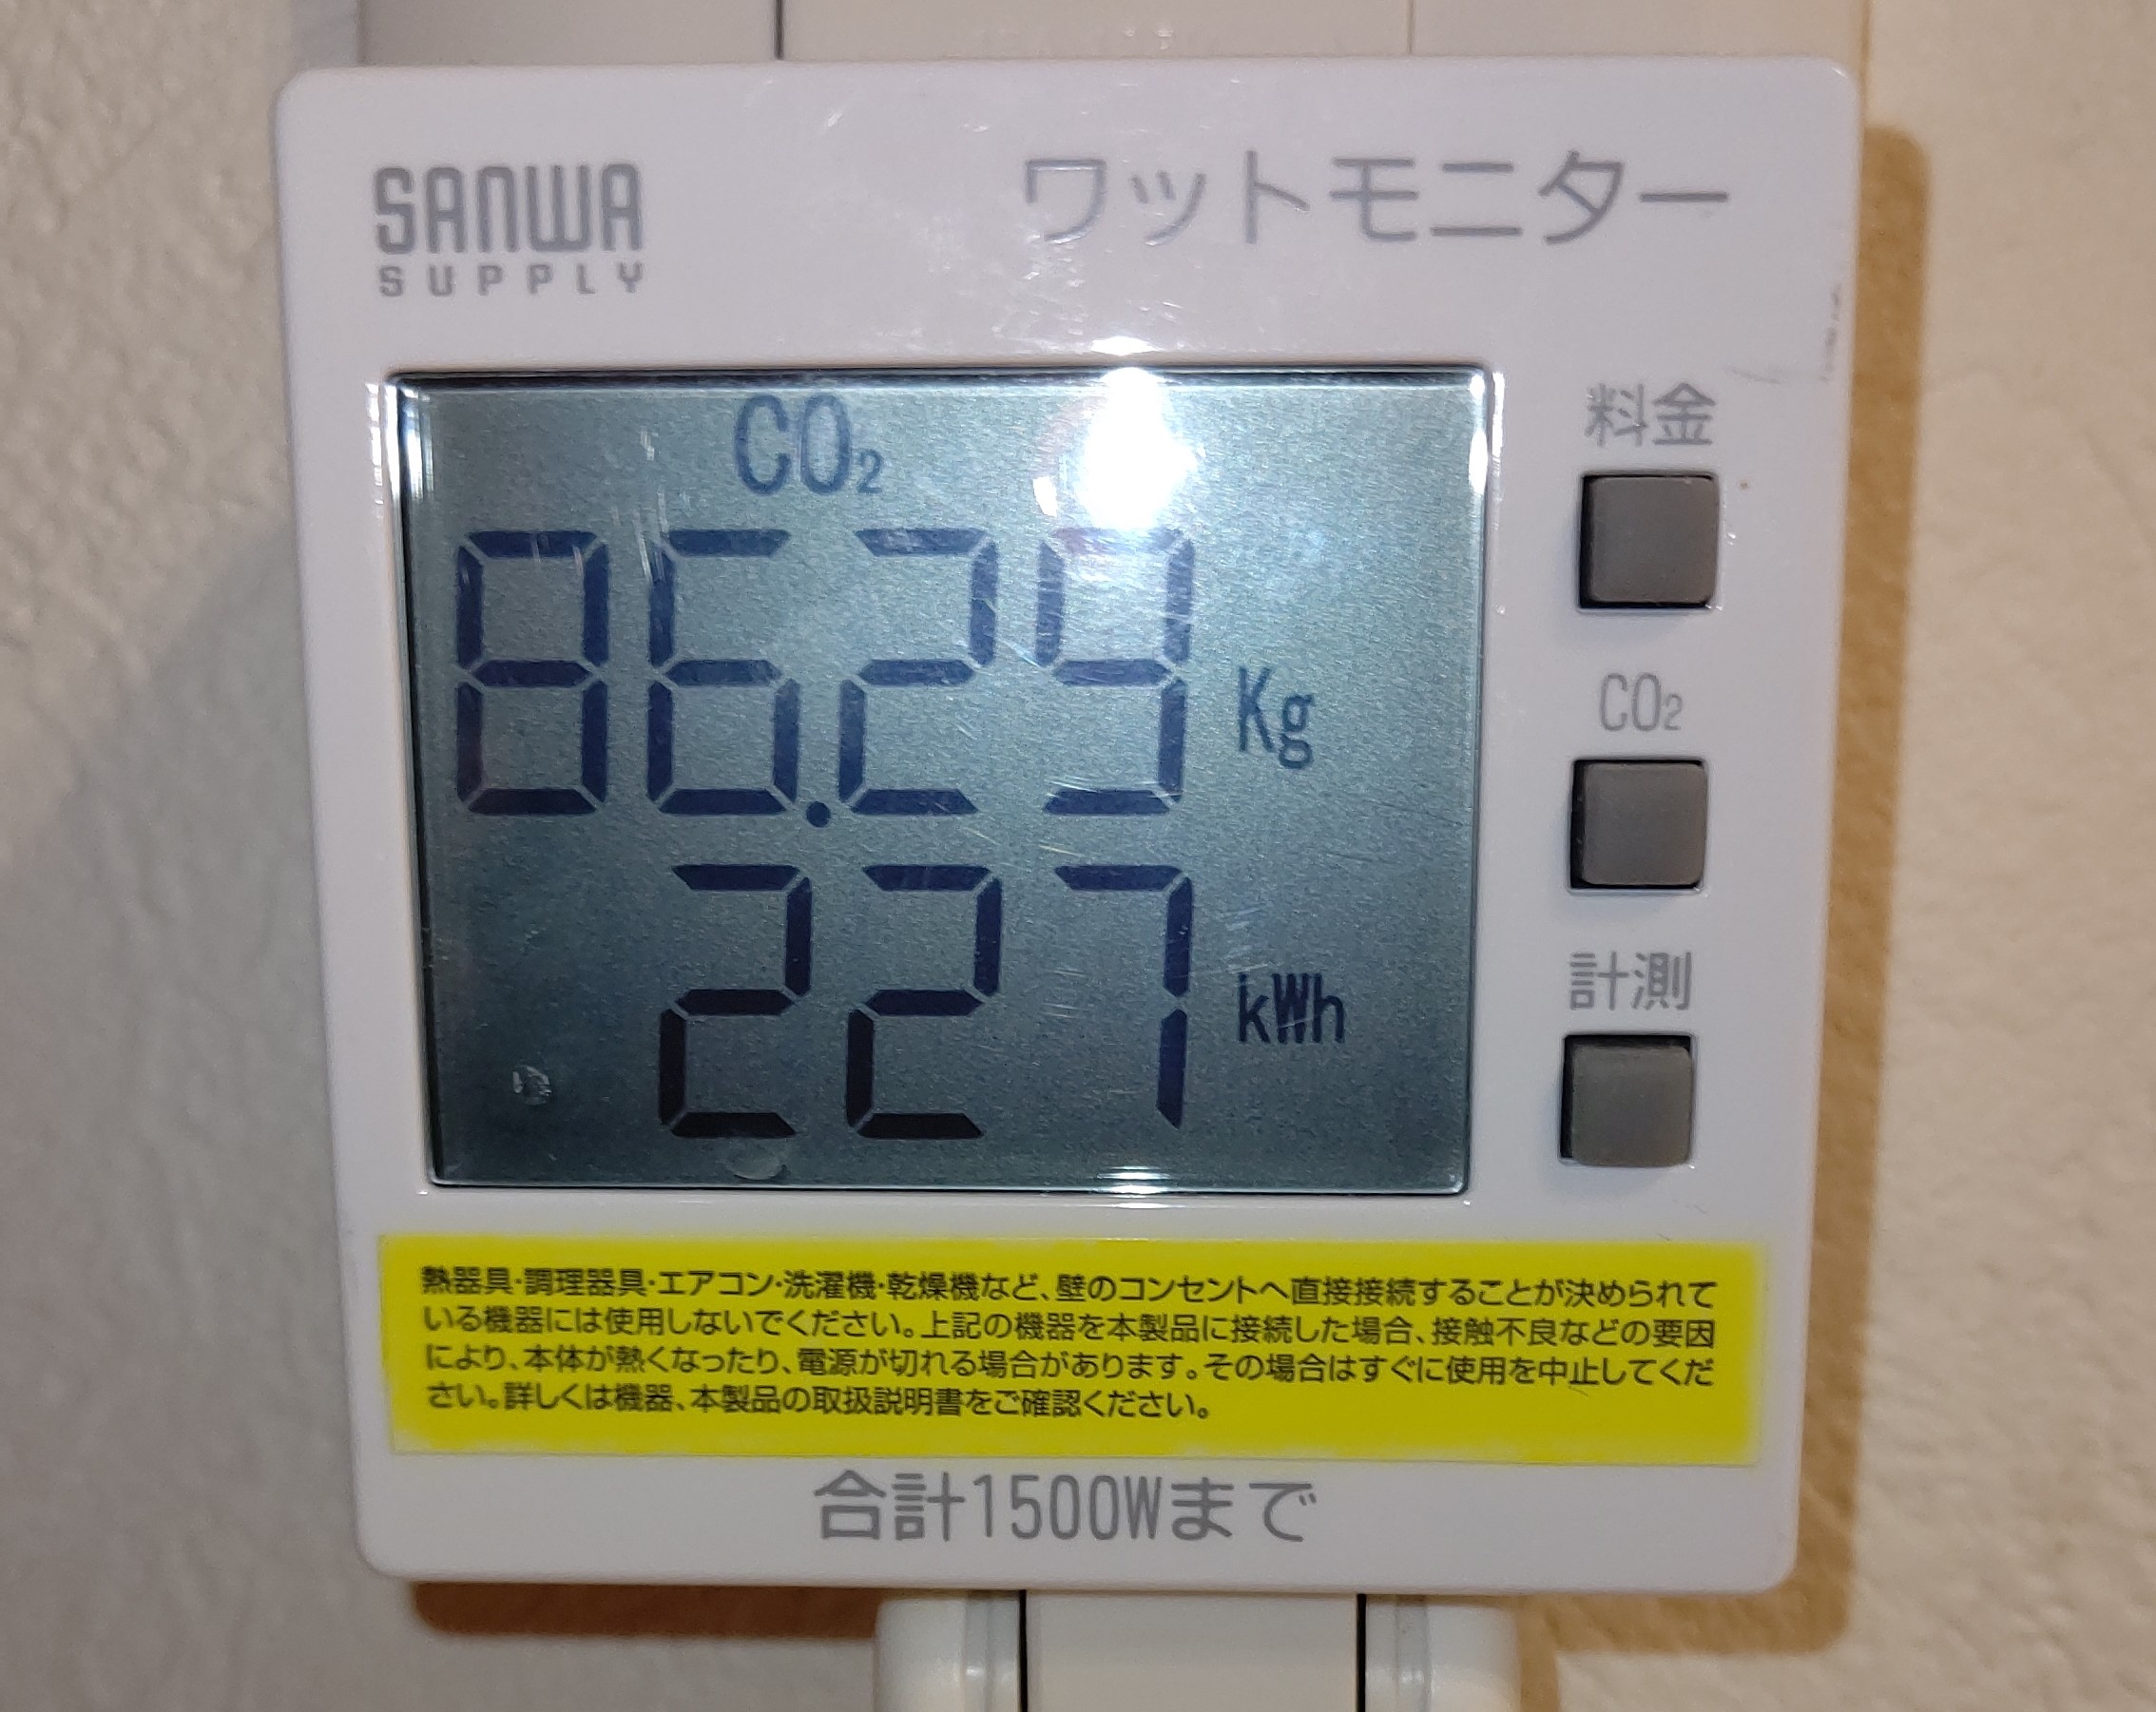 SANWA
SUPPLY
ワットモニター
料金
CO₂
86.29 Kg
CO₂
227 kWh
計測
熱器具・調理器具・エアコン・洗濯機・乾燥機など、壁のコンセントへ直接接続することが決められて
いる機器には使用しないでください。上記の機器を本製品に接続した場合、接触不良などの要因
により、本体が熱くなったり、電源が切れる場合があります。その場合はすぐに使用を中止してくだ
さい。詳しくは機器、本製品の取扱説明書をご確認ください。
合計1500Wまで